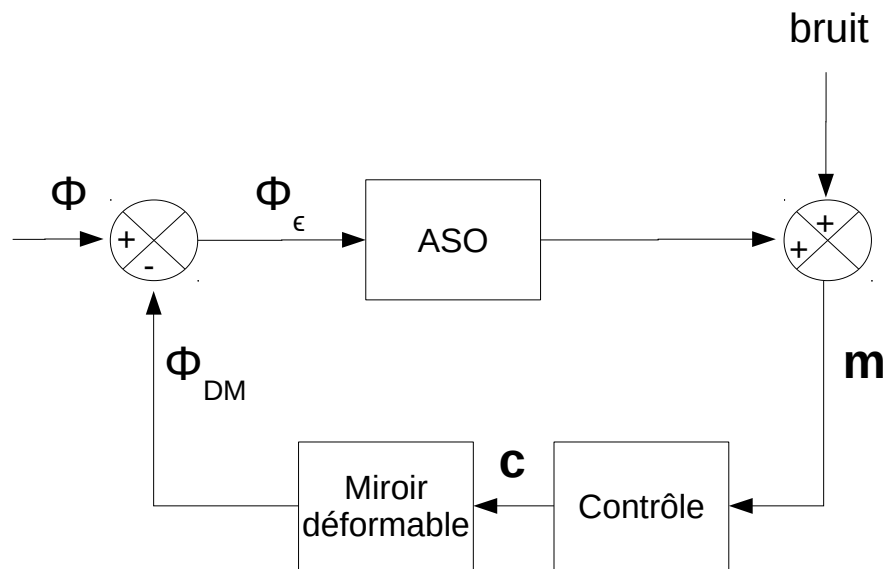 bruit
Φ
Φ
ϵ
ASO
+
-
+
+
Φ
DM
m
c
Miroir
déformable
Contrôle